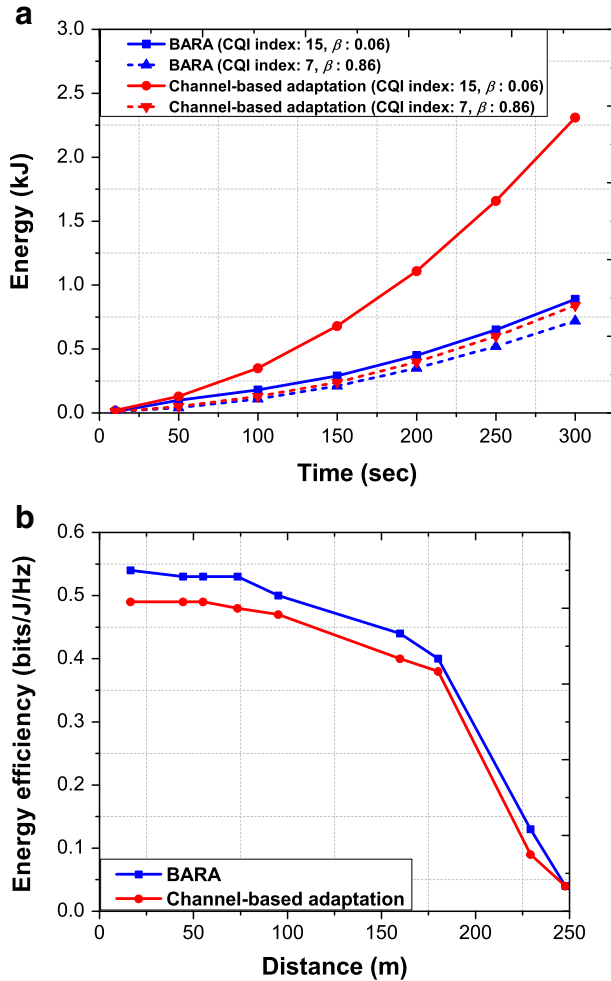 a
BARA (CQI index: 15, β: 0.06)
BARA (CQI index: 7, β: 0.86)
Channel-based adaptation (CQI index: 15, β: 0.06)
Channel-based adaptation (CQI index: 7, β: 0.86)
3.0
2.5
2.0
1.5
1.0
0.5
0.0
Energy (kJ)
0 50 100 150 200 250 300
Time (sec)
b
0.6
0.5
0.4
0.3
0.2
0.1
0.0
Energy efficiency (bits/J/Hz)
BARA
Channel-based adaptation
0 50 100 150 200 250
Distance (m)